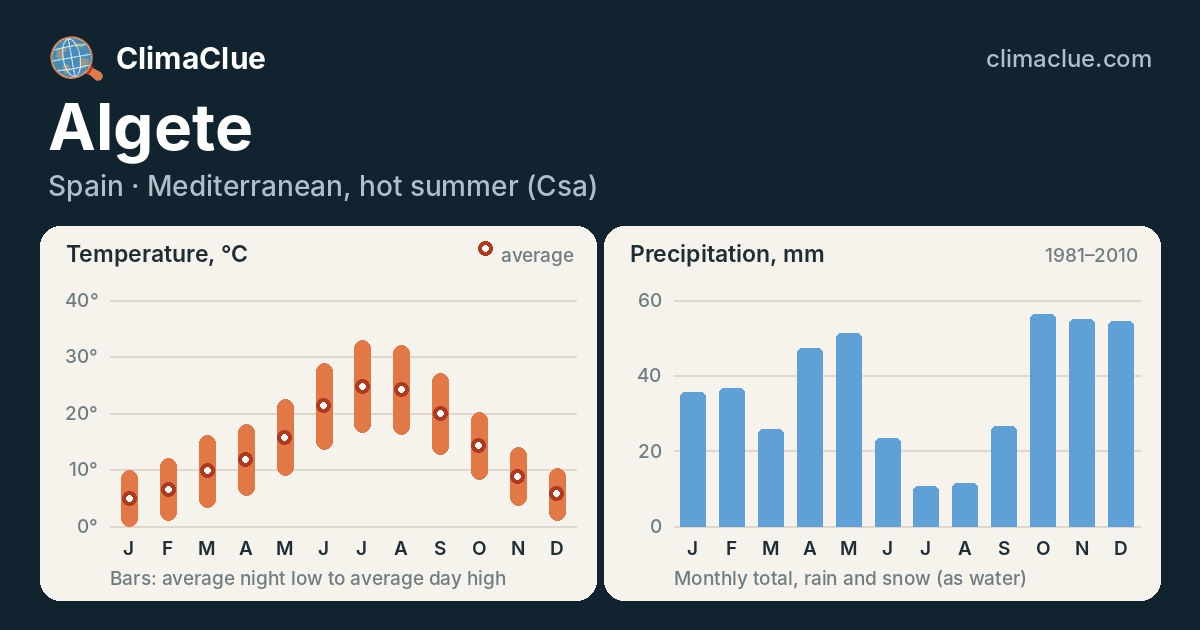 ClimaClue
climaclue.com
Algete
Spain · Mediterranean, hot summer (Csa)
Temperature, °C
average
40°
30°
20°
10°
0°
J F M A M J J A S O N D
Bars: average night low to average day high
Precipitation, mm
1981–2010
60
40
20
0
J F M A M J J A S O N D
Monthly total, rain and snow (as water)